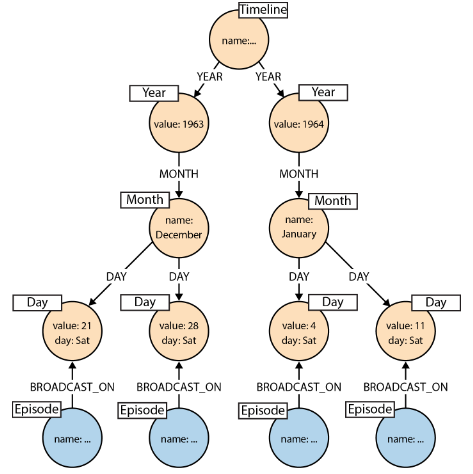 Timeline
name:...
YEAR
YEAR
Year
Year
value: 1963
value: 1964
MONTH
MONTH
Month
Month
name:
December
name:
January
DAY
DAY
DAY
DAY
Day
Day
Day
Day
value: 21
day: Sat
value: 28
day: Sat
value: 4
day: Sat
value: 11
day: Sat
BROADCAST_ON
BROADCAST_ON
BROADCAST_ON
BROADCAST_ON
Episode
Episode
Episode
Episode
name: ...
name: ...
name: ...
name: ...